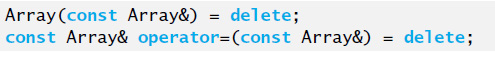 Array(const Array&) = delete;
const Array& operator=(const Array&) = delete;